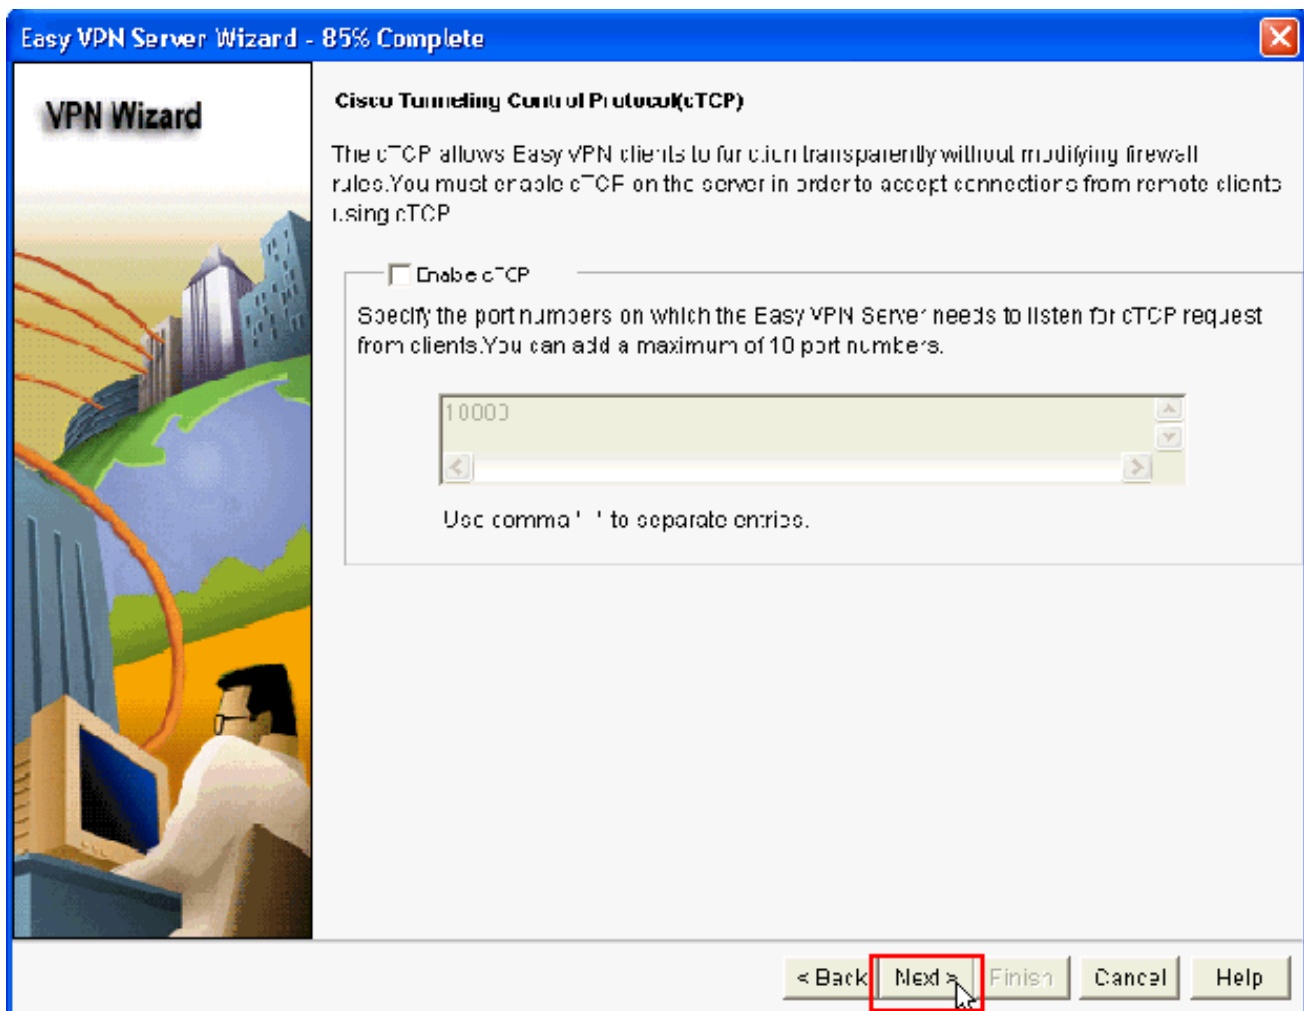 Easy VPN Server Wizard - 85% Complete
VPN Wizard
Cisco Tunneling Control Protocol(cTCP)
The cTCP allows Easy VPN clients to function transparently without modifying firewall
rules.You must enable cTCP on the server in order to accept connections from remote clients
using cTCP
Enable cTCP
Specify the port numbers on which the Easy VPN Server needs to listen for cTCP request
from clients.You can add a maximum of 10 port numbers.
10000
Use comma ',' to separate entries.
< Back Next > Finish Cancel Help